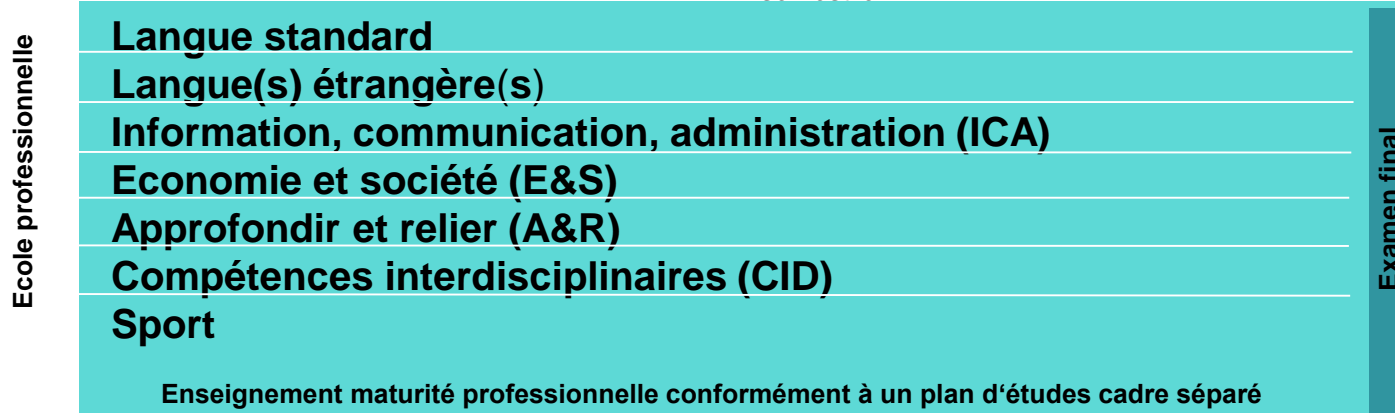 Ecole professionnelle
Langue standard
Langue(s) étrangère(s)
Information, communication, administration (ICA)
Economie et société (E&S)
Approfondir et relier (A&R)
Compétences interdisciplinaires (CID)
Sport
Enseignement maturité professionnelle conformément à un plan d‘études cadre séparé
Examen final